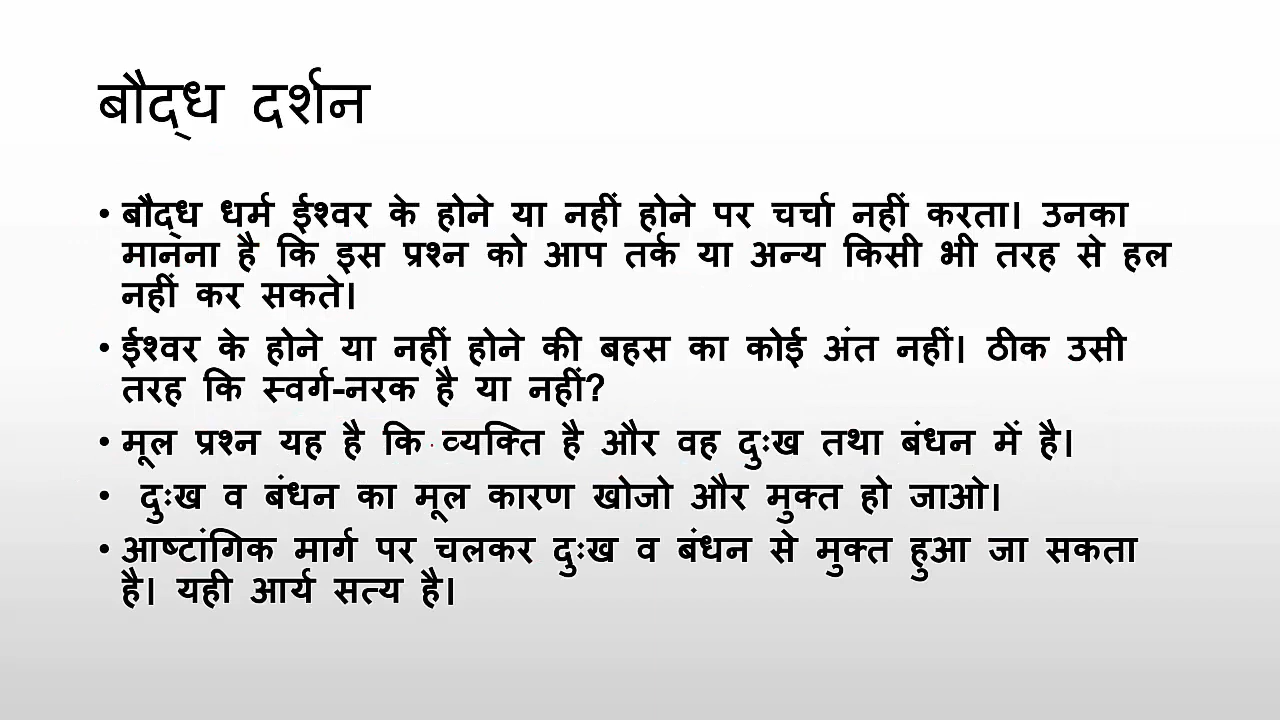 बौद्ध दर्शन
• बौद्ध धर्म ईश्वर के होने या नहीं होने पर चर्चा नहीं करता। उनका
मानना है कि इस प्रश्न को आप तर्क या अन्य किसी भी तरह से हल
नहीं कर सकते।
• ईश्वर के होने या नहीं होने की बहस का कोई अंत नहीं। ठीक उसी
तरह कि स्वर्ग-नरक है या नहीं?
• मूल प्रश्न यह है कि व्यक्ति है और वह दुःख तथा बंधन में है।
• दुःख व बंधन का मूल कारण खोजो और मुक्त हो जाओ।
• आष्टांगिक मार्ग पर चलकर दुःख व बंधन से मुक्त हुआ जा सकता
है। यही आर्य सत्य है।